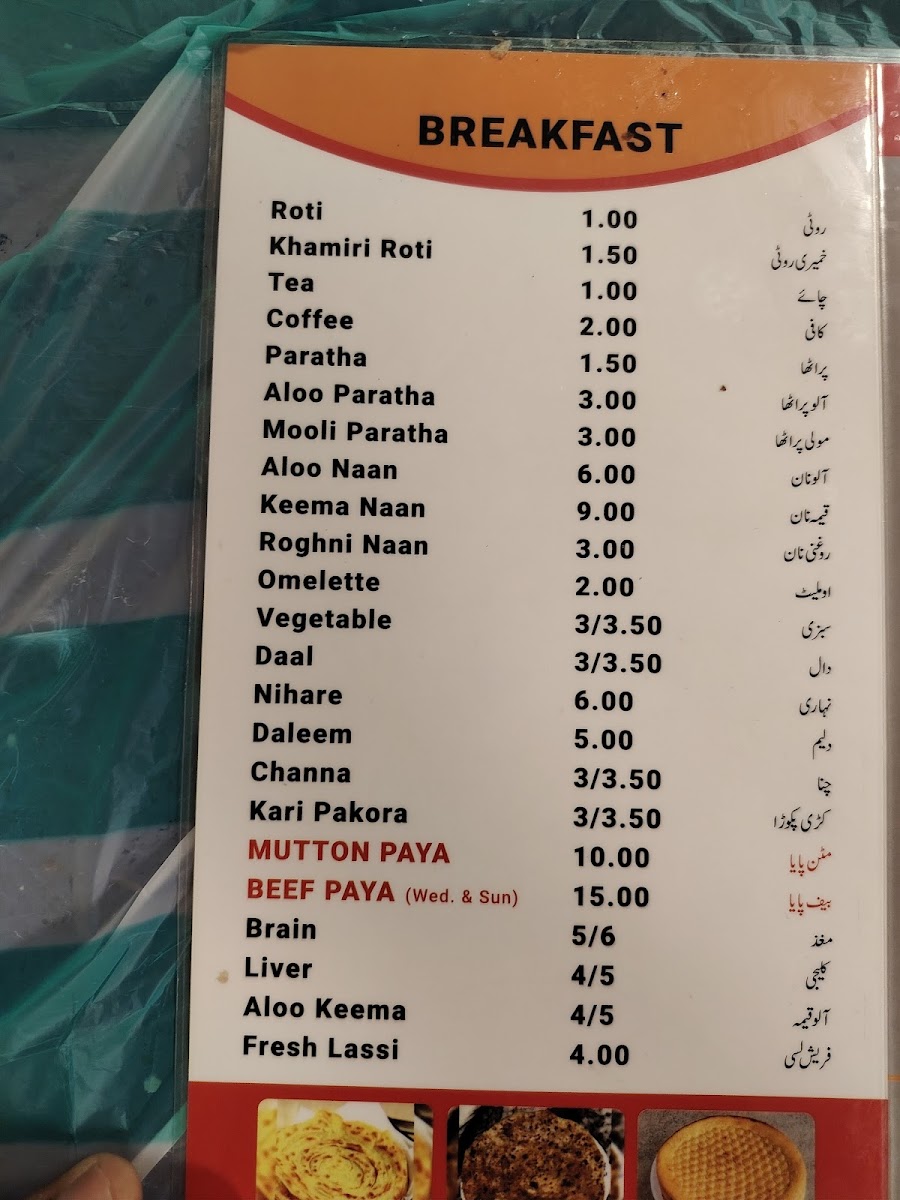 BREAKFAST
Roti 1.00 روٹی
Khamiri Roti 1.50 خمیری روٹی
Tea 1.00 چائے
Coffee 2.00 کافی
Paratha 1.50 پراٹھا
Aloo Paratha 3.00 آلو پراٹھا
Mooli Paratha 3.00 مولی پراٹھا
Aloo Naan 6.00 آلو نان
Keema Naan 9.00 قیمہ نان
Roghni Naan 3.00 روغنی نان
Omelette 2.00 اوملیٹ
Vegetable 3/3.50 سبزی
Daal 3/3.50 دال
Nihare 6.00 نہاری
Daleem 5.00 دلیم
Channa 3/3.50 چنا
Kari Pakora 3/3.50 کڑی پکوڑا
MUTTON PAYA 10.00 مٹن پایا
BEEF PAYA (Wed. & Sun) 15.00 بیف پایا
Brain 5/6 مغذ
Liver 4/5 کلیجی
Aloo Keema 4/5 آلو قیمہ
Fresh Lassi 4.00 فریش لسی